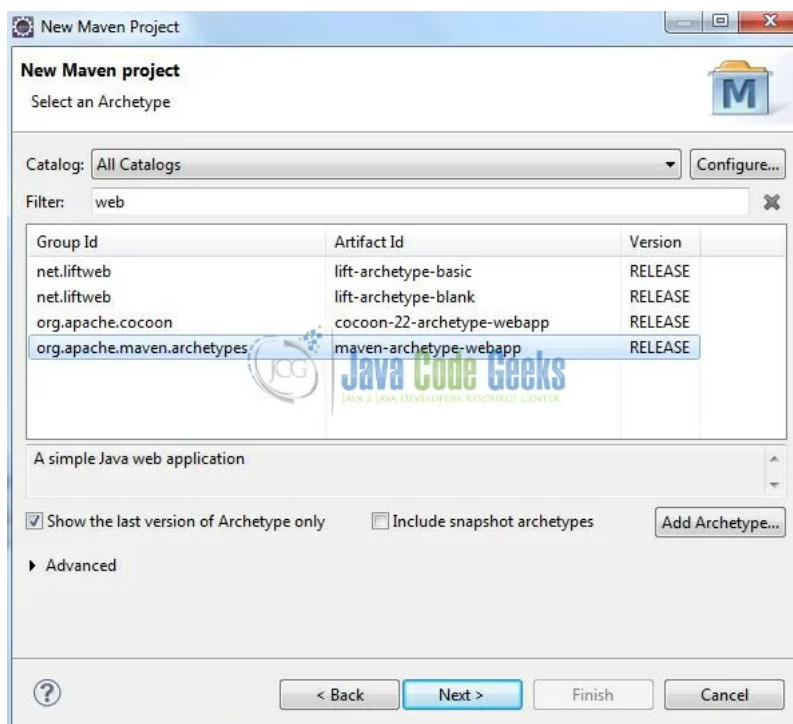 New Maven Project
New Maven project
Select an Archetype
M
Catalog: All Catalogs Configure...
Filter: web
Group Id Artifact Id Version
net.liftweb lift-archetype-basic RELEASE
net.liftweb lift-archetype-blank RELEASE
org.apache.cocoon cocoon-22-archetype-webapp RELEASE
org.apache.maven.archetypes maven-archetype-webapp RELEASE
JCG Java Code Geeks
JAVA 2 JAVA DEVELOPERS RESOURCE CENTER
A simple Java web application
Show the last version of Archetype only Include snapshot archetypes Add Archetype...
Advanced
? < Back Next > Finish Cancel